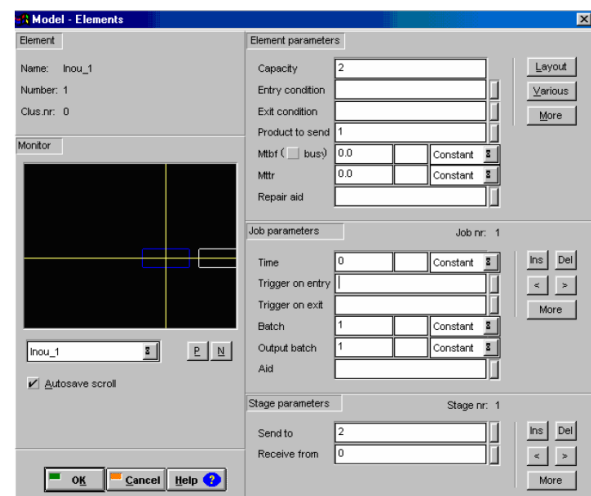 Model - Elements
Element
Name: Inou_1
Number: 1
Clus.nr: 0
Monitor
Inou_1
P N
Autosave scroll
OK Cancel Help ?
Element parameters
Capacity 2
Entry condition
Exit condition
Product to send 1
Mtbf ( busy) 0.0 Constant
Mttr 0.0 Constant
Repair aid
Layout
Various
More
Job parameters Job nr: 1
Time 0 Constant
Trigger on entry
Trigger on exit
Batch 1 Constant
Output batch 1 Constant
Aid
Ins Del
< >
More
Stage parameters Stage nr: 1
Send to 2
Receive from 0
Ins Del
< >
More